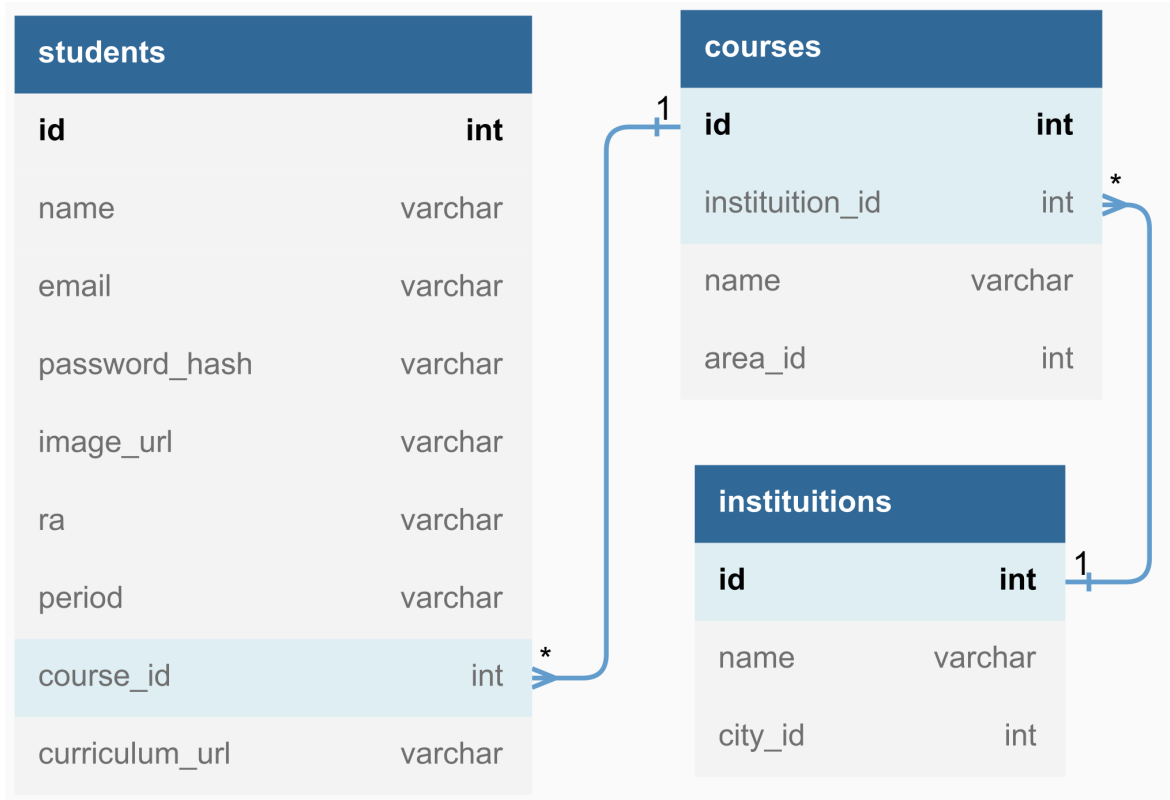 students
id int
name varchar
email varchar
password_hash varchar
image_url varchar
ra varchar
period varchar
course_id int
curriculum_url varchar
*
1
courses
id int
instituition_id int
name varchar
area_id int
*
1
instituitions
id int
name varchar
city_id int